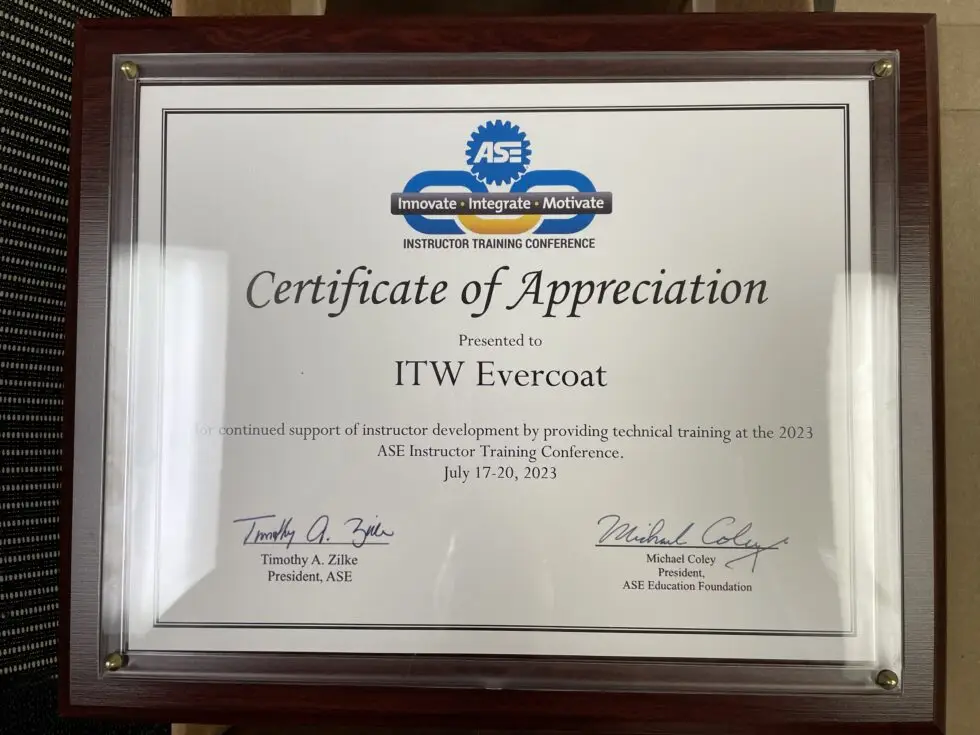 ASE
Innovate • Integrate • Motivate
INSTRUCTOR TRAINING CONFERENCE
Certificate of Appreciation
Presented to
ITW Evercoat
for continued support of instructor development by providing technical training at the 2023
ASE Instructor Training Conference.
July 17-20, 2023
Timothy A. Zilke
Michael Coley
Timothy A. Zilke
President, ASE
Michael Coley
President,
ASE Education Foundation